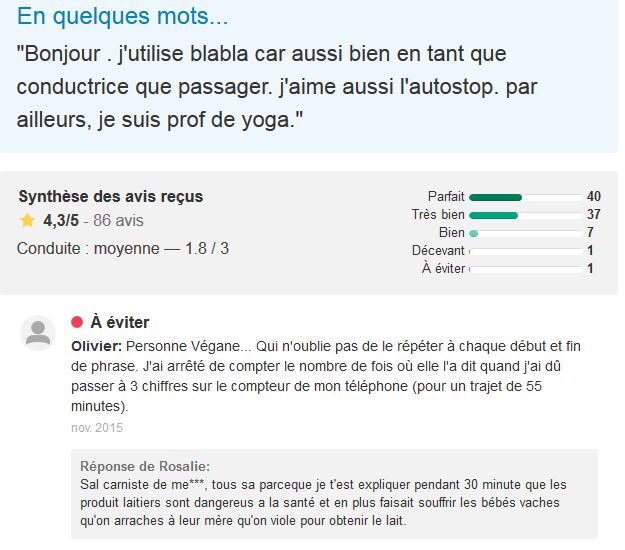 En quelques mots...
"Bonjour . j'utilise blabla car aussi bien en tant que
conductrice que passager. j'aime aussi l'autostop. par
ailleurs, je suis prof de yoga."
Synthèse des avis reçus
4,3/5 - 86 avis
Conduite : moyenne — 1.8 / 3
Parfait 40
Très bien 37
Bien 7
Décevant 1
À éviter 1
À éviter
Olivier: Personne Végane... Qui n'oublie pas de le répéter à chaque début et fin
de phrase. J'ai arrêté de compter le nombre de fois où elle l'a dit quand j'ai dû
passer à 3 chiffres sur le compteur de mon téléphone (pour un trajet de 55
minutes).
nov. 2015
Réponse de Rosalie:
Sal carniste de me***, tous sa parceque je t'est expliquer pendant 30 minute que les
produit laitiers sont dangereus a la santé et en plus faisait souffrir les bébés vaches
qu'on arraches à leur mère qu'on viole pour obtenir le lait.